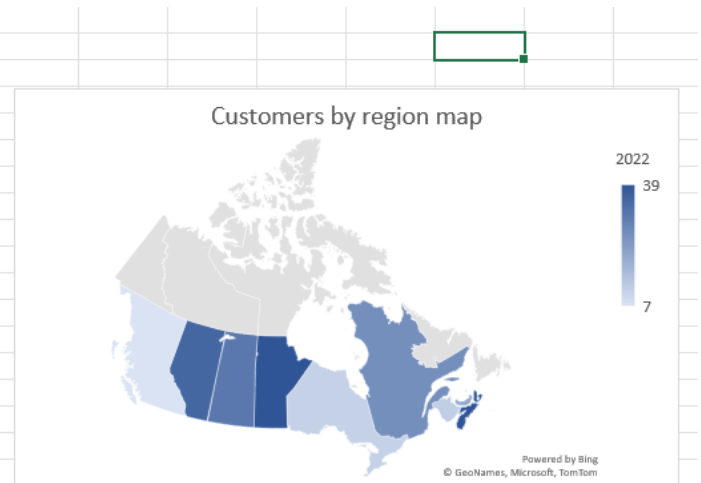 Customers by region map
2022
39
7
Powered by Bing
© GeoNames, Microsoft, TomTom